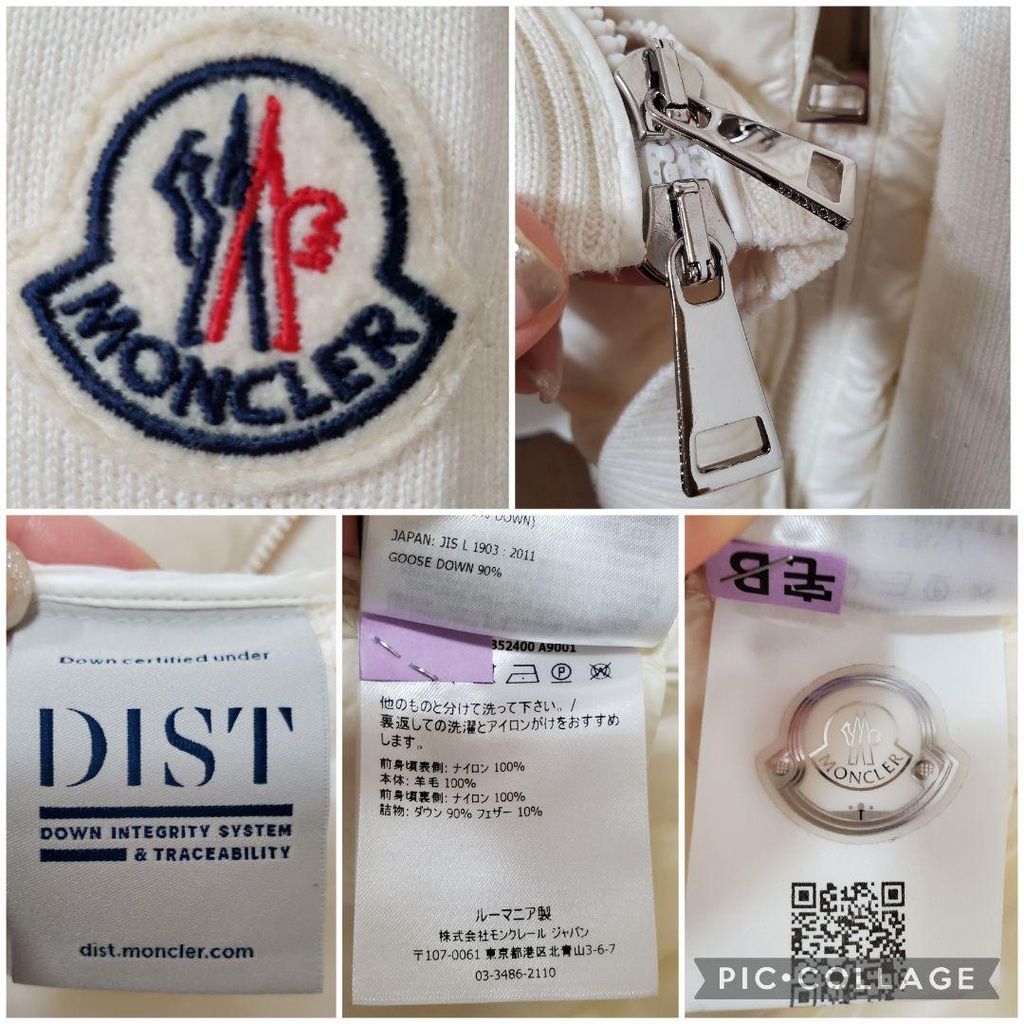 MONCLER
MONCLER
Down certified under
DIST
DOWN INTEGRITY SYSTEM
& TRACEABILITY
dist.moncler.com
DOWN)
JAPAN: JIS L 1903 : 2011
GOOSE DOWN 90%
352400 A9001
他のものと分けて洗って下さい。/
裏返しての洗濯とアイロンがけをおすすめ
します。
前身頃表側: ナイロン 100%
本体: 羊毛 100%
前身頃裏側: ナイロン 100%
詰物: ダウン 90% フェザー 10%
ルーマニア製
株式会社モンクレール ジャパン
〒107-0061 東京都港区北青山3-6-7
03-3486-2110
宅B
MONCLER
PIC•COLLAGE